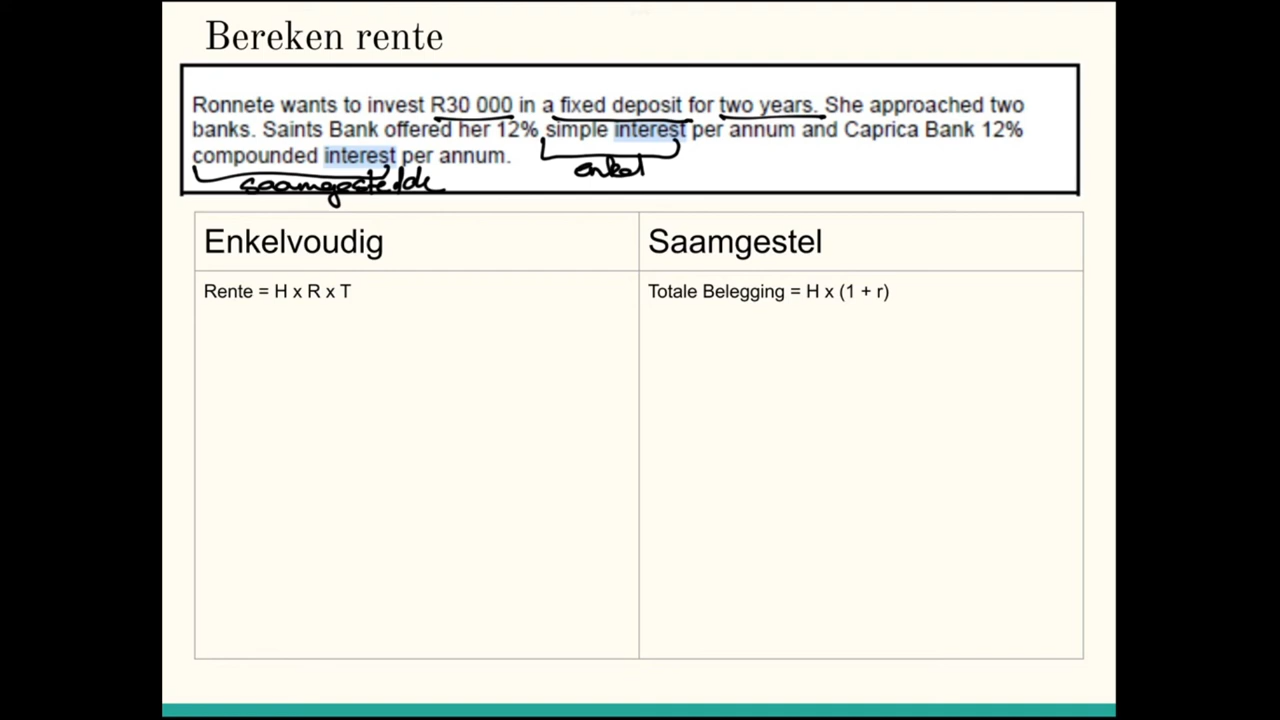 Bereken rente
Ronnete wants to invest R30 000 in a fixed deposit for two years. She approached two
banks. Saints Bank offered her 12% simple interest per annum and Caprica Bank 12%
compounded interest per annum.
enkel
saamgestelde
Enkelvoudig
Saamgestel
Rente = H x R x T
Totale Belegging = H x (1 + r)